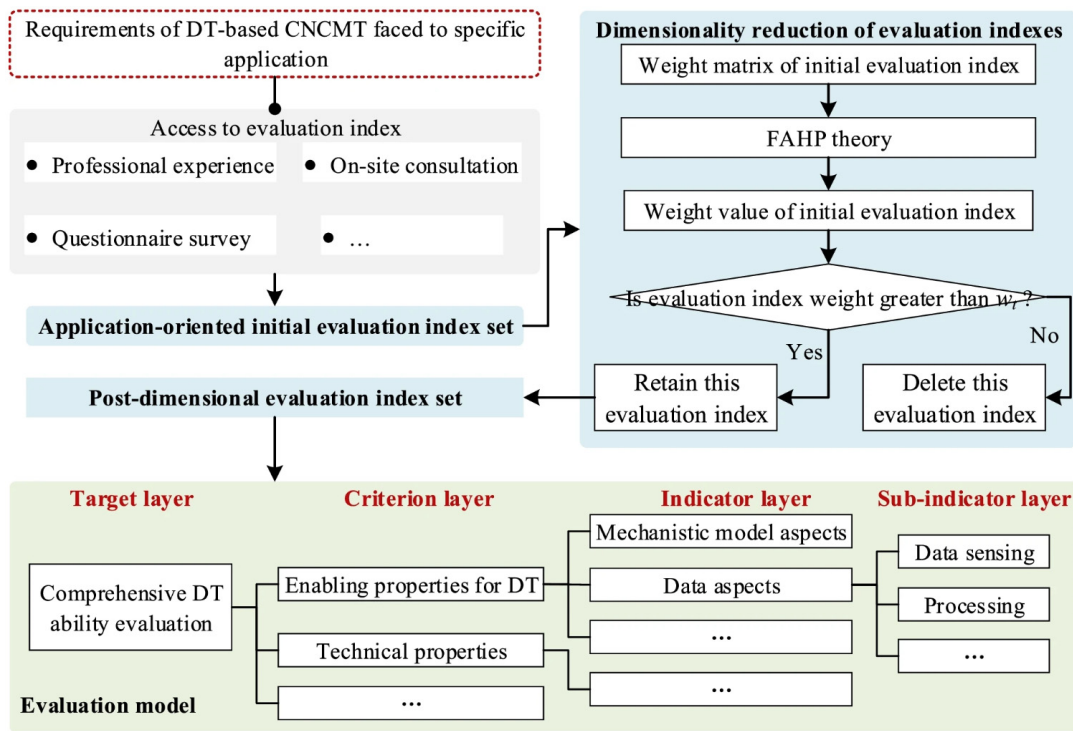 Requirements of DT-based CNCMT faced to specific
application
Access to evaluation index
● Professional experience
● On-site consultation
● Questionnaire survey
● …
Application-oriented initial evaluation index set
Post-dimensional evaluation index set
Dimensionality reduction of evaluation indexes
Weight matrix of initial evaluation index
FAHP theory
Weight value of initial evaluation index
Is evaluation index weight greater than wₜ?
Yes
No
Retain this
evaluation index
Delete this
evaluation index
Target layer
Criterion layer
Indicator layer
Sub-indicator layer
Comprehensive DT
ability evaluation
Enabling properties for DT
Technical properties
...
Mechanistic model aspects
Data aspects
...
...
Data sensing
Processing
...
Evaluation model